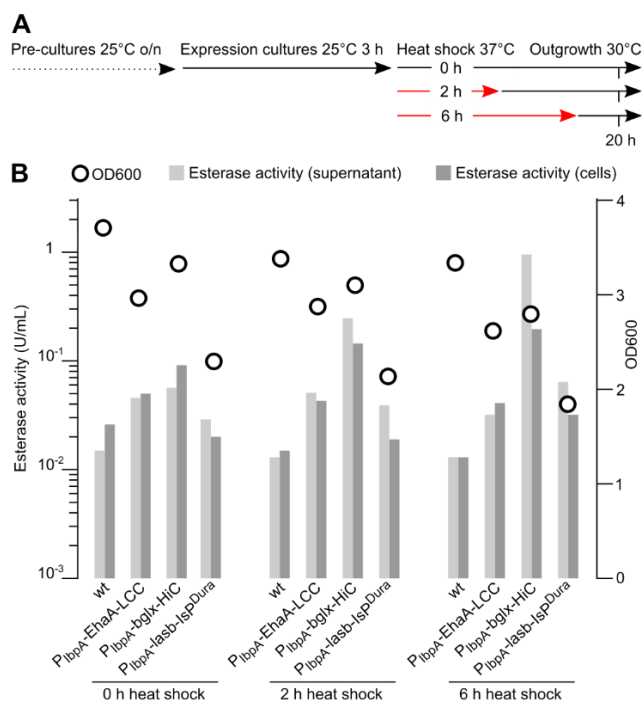 A
Pre-cultures 25°C o/n Expression cultures 25°C 3 h Heat shock 37°C Outgrowth 30°C
0 h
2 h
6 h
20 h
B OD600 Esterase activity (supernatant) Esterase activity (cells)
Esterase activity (U/mL)
1
10⁻¹
10⁻²
10⁻³
OD600
4
3
2
1
0
wt
PIbpA-EhaA-LCC
PIbpA-bglx-HiC
PIbpA-lasb-IsPDura
wt
PIbpA-EhaA-LCC
PIbpA-bglx-HiC
PIbpA-lasb-IsPDura
wt
PIbpA-EhaA-LCC
PIbpA-bglx-HiC
PIbpA-lasb-IsPDura
0 h heat shock 2 h heat shock 6 h heat shock